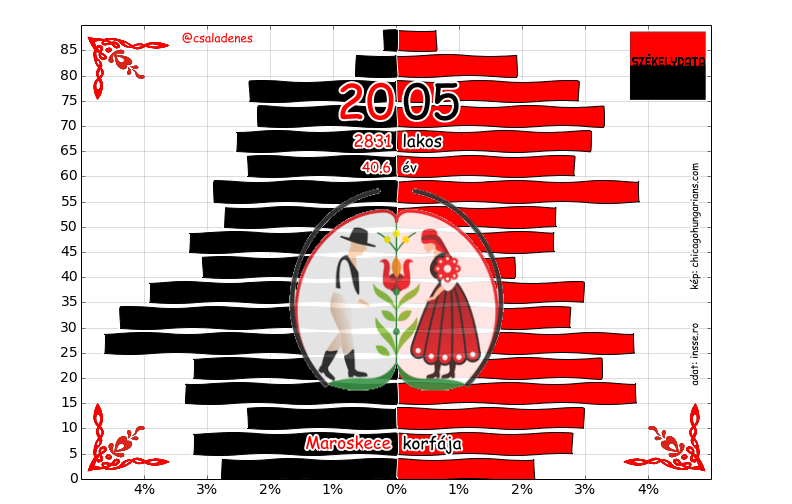 @csaladenes
SZÉKELYDATA
2005
2831 lakos
40.6 év
kép: chicagohungarians.com
adat: insse.ro
Maroskece korfája
85
80
75
70
65
60
55
50
45
40
35
30
25
20
15
10
5
0
4% 3% 2% 1% 0% 1% 2% 3% 4%